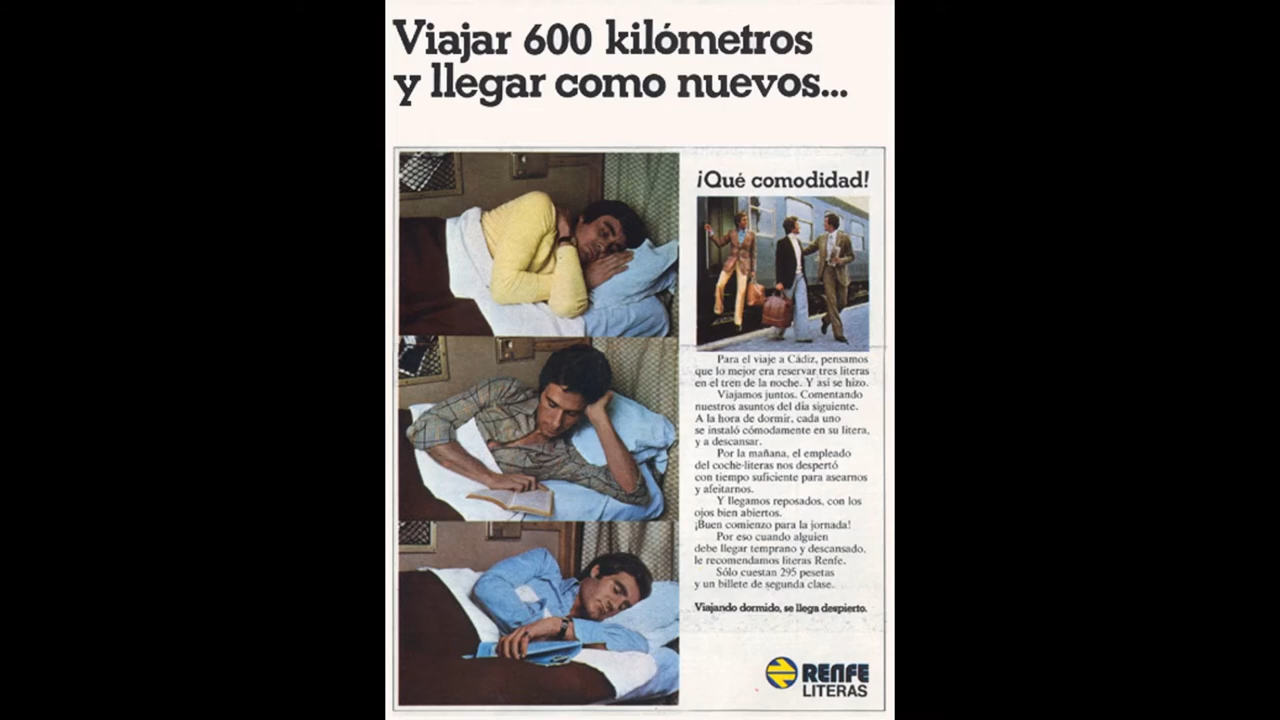 Viajar 600 kilómetros
y llegar como nuevos...
¡Qué comodidad!
Para el viaje a Cádiz, pensamos
que lo mejor era reservar tres literas
en el tren de la noche. Y así se hizo.
Viajamos juntos. Comentando
nuestros asuntos del día siguiente.
A la hora de dormir, cada uno
se instaló cómodamente en su litera,
y a descansar.
Por la mañana, el empleado
del coche-literas nos despertó
con tiempo suficiente para asearnos
y afeitarnos.
Y llegamos reposados, con los
ojos bien abiertos.
¡Buen comienzo para la jornada!
Por eso cuando alguien
debe llegar temprano y descansado,
le recomendamos literas Renfe.
Sólo cuestan 295 pesetas
y un billete de segunda clase.
Viajando dormido, se llega despierto.
RENFE
LITERAS